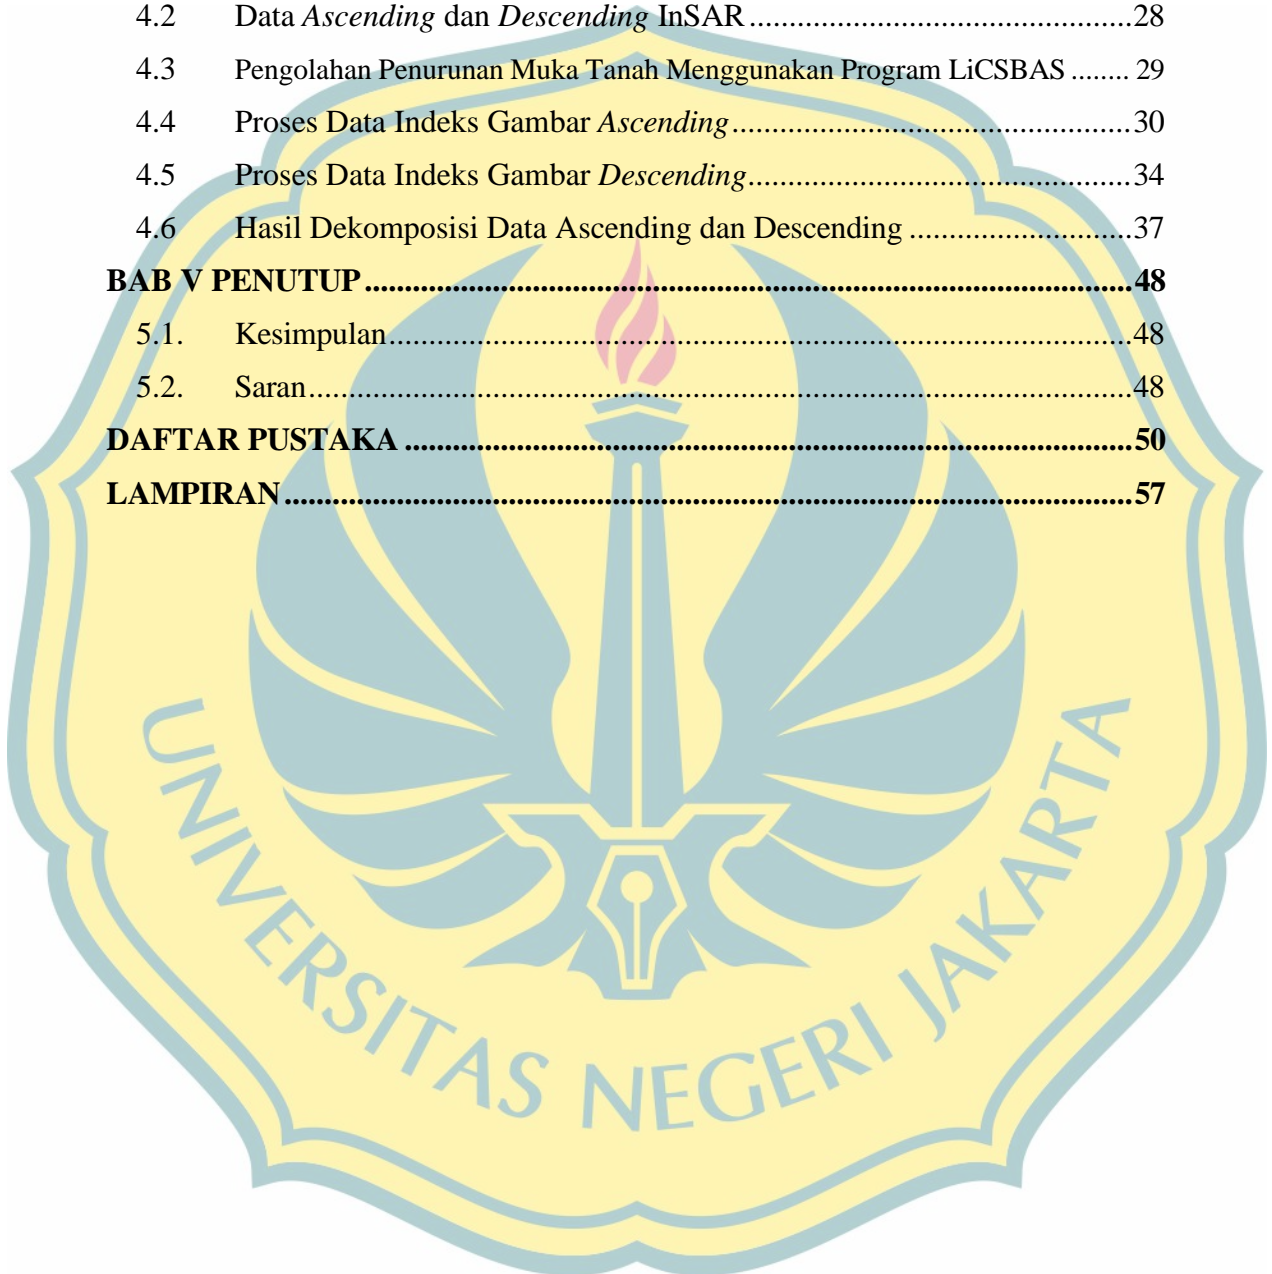 4.2 Data Ascending dan Descending InSAR................................................28
4.3 Pengolahan Penurunan Muka Tanah Menggunakan Program LiCSBAS ........ 29
4.4 Proses Data Indeks Gambar Ascending..................................................30
4.5 Proses Data Indeks Gambar Descending................................................34
4.6 Hasil Dekomposisi Data Ascending dan Descending ............................37
BAB V PENUTUP.................................................................................................48
5.1. Kesimpulan..............................................................................................48
5.2. Saran........................................................................................................48
DAFTAR PUSTAKA ............................................................................................50
LAMPIRAN...........................................................................................................57
UNIVERSITAS NEGERI JAKARTA